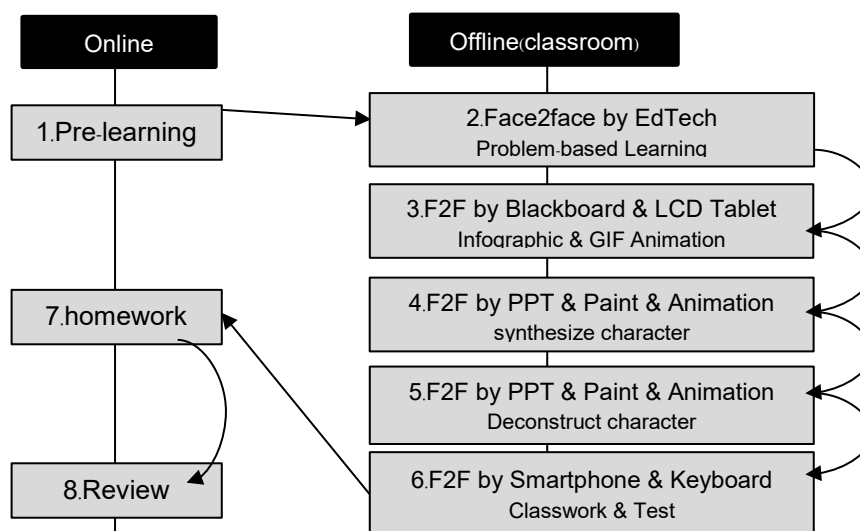 Online
Offline(classroom)
1.Pre-learning
2.Face2face by EdTech
Problem-based Learning
3.F2F by Blackboard & LCD Tablet
Infographic & GIF Animation
4.F2F by PPT & Paint & Animation
synthesize character
7.homework
5.F2F by PPT & Paint & Animation
Deconstruct character
6.F2F by Smartphone & Keyboard
Classwork & Test
8.Review